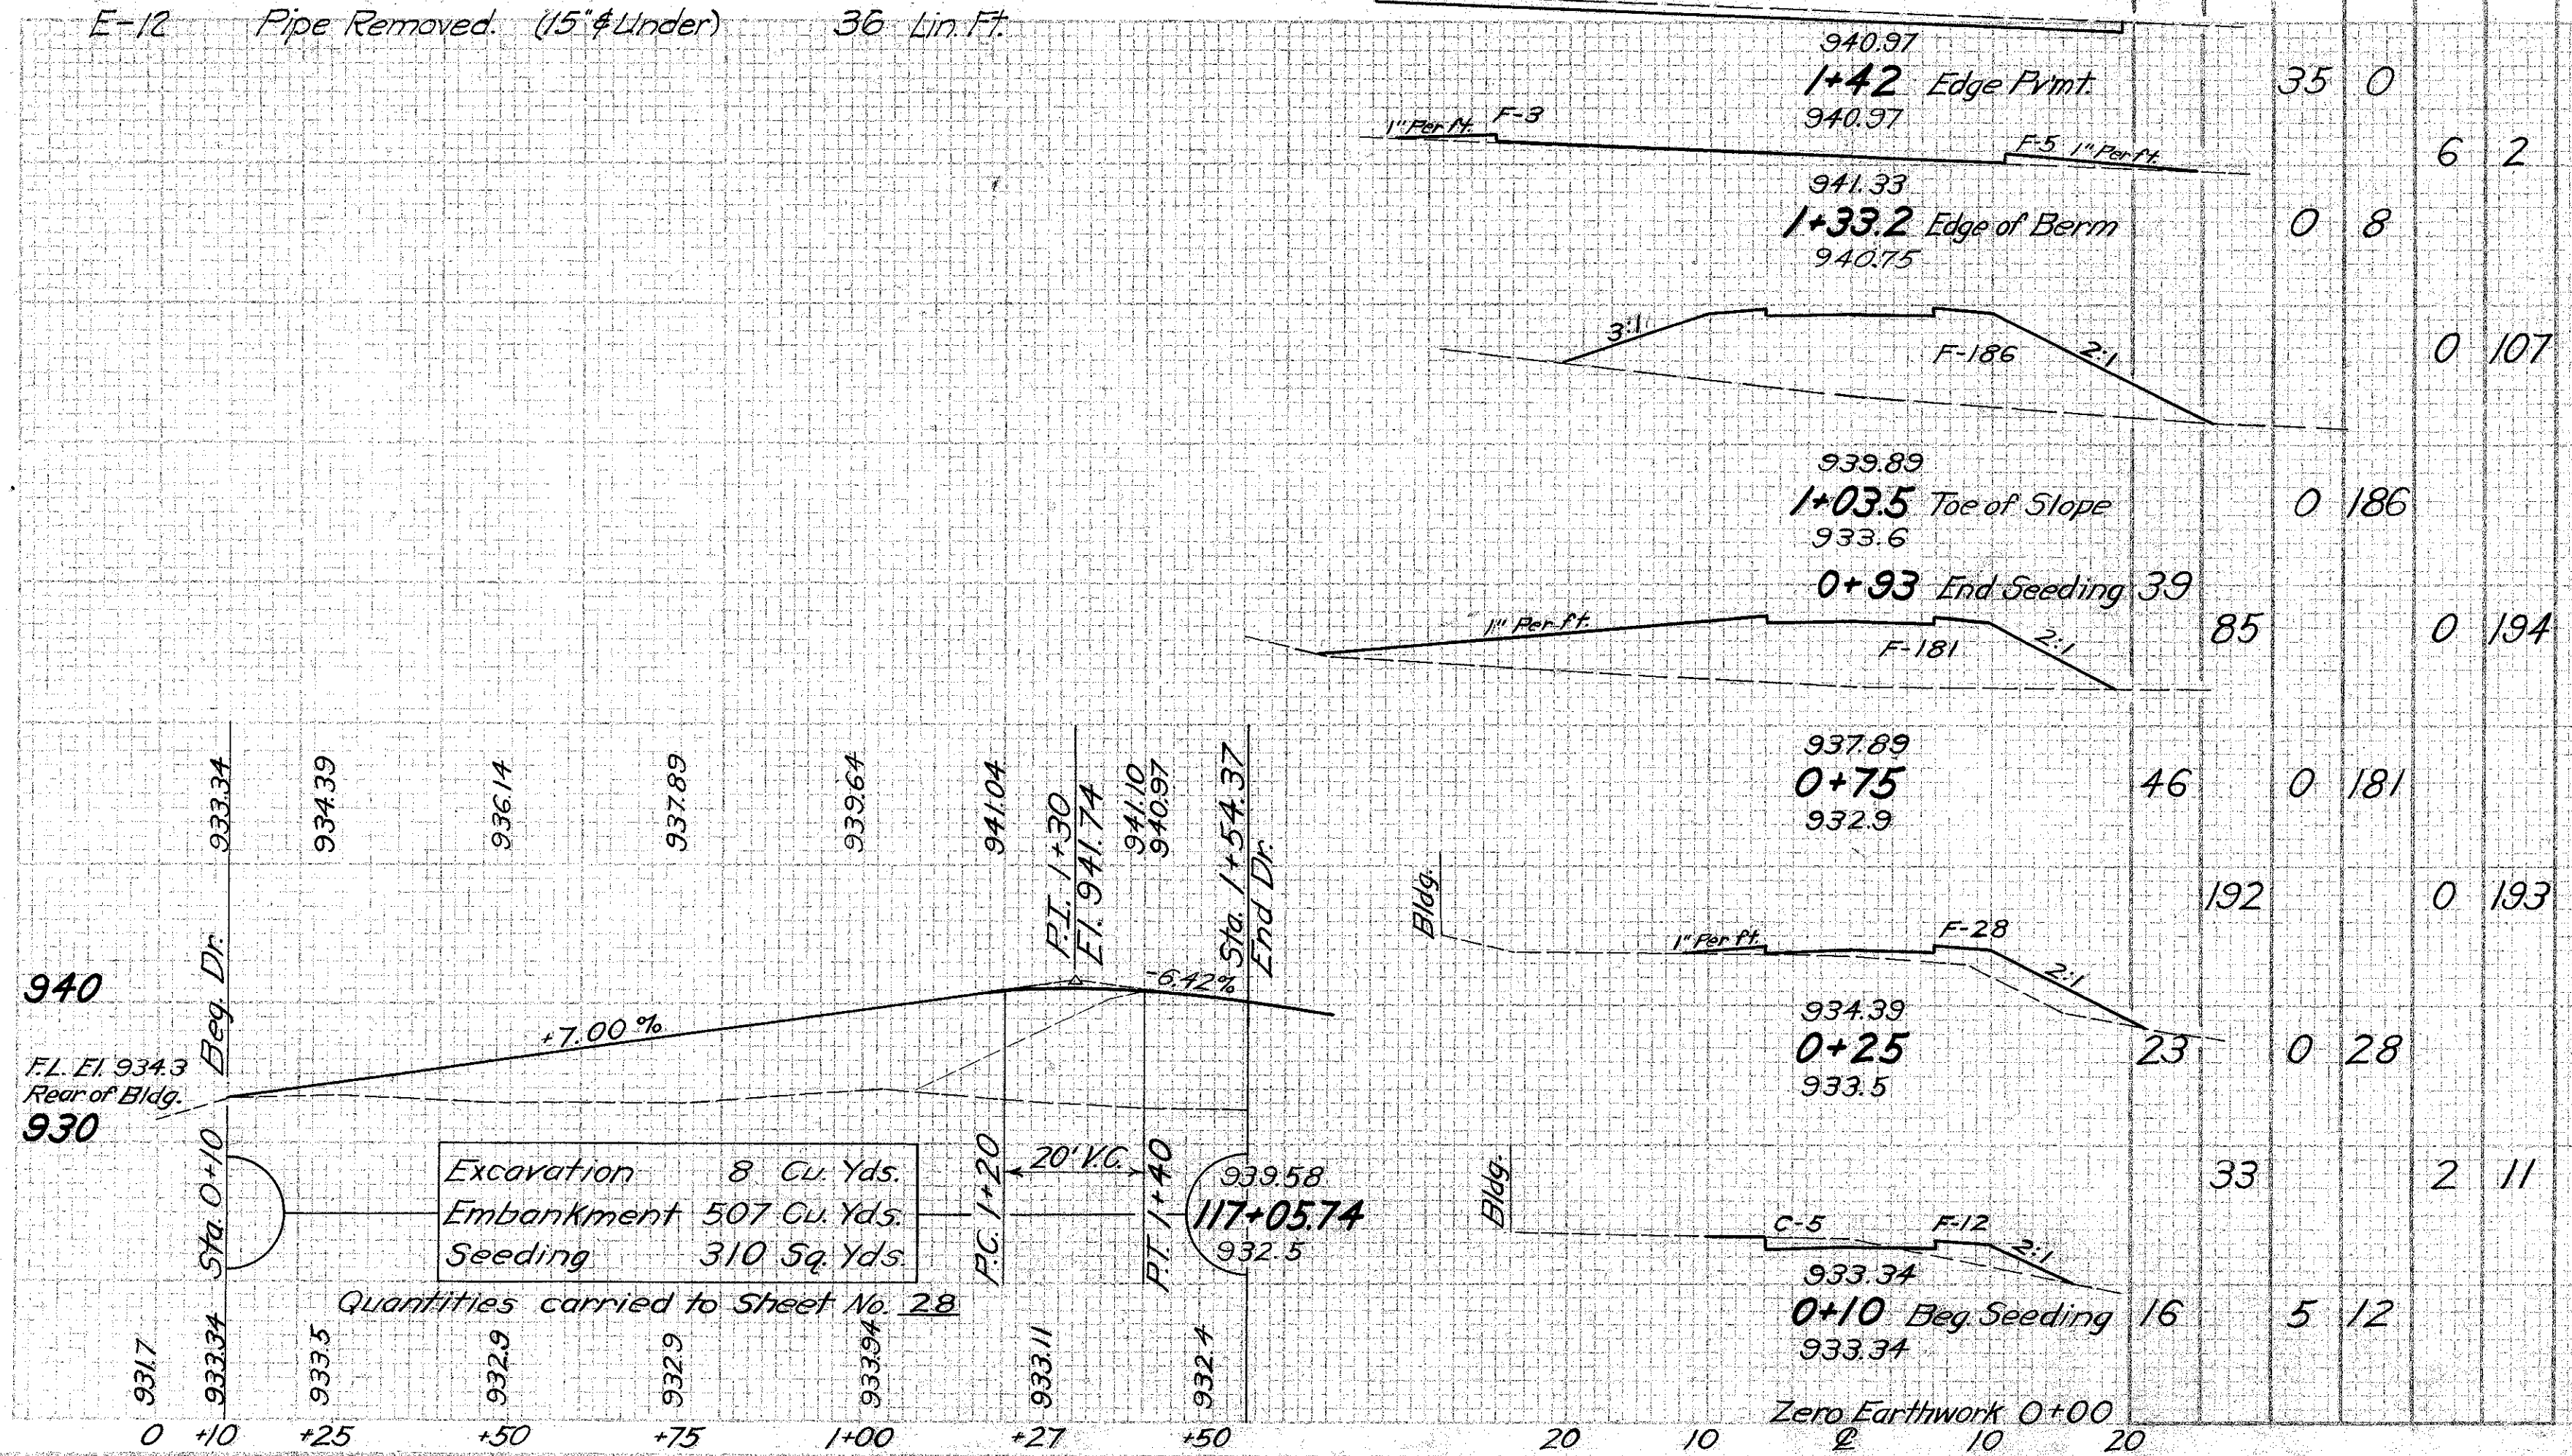 E-12 Pipe Removed. (15" & Under) 36 Lin. Ft.
940.97
1+42 Edge Pv'mt. 35 0
940.97
1" Per ft. F-3
F-5 1" Per ft. 6 2
941.33
1+33.2 Edge of Berm 0 8
940.75
3:1 F-186 2:1 0 107
939.89
1+03.5 Toe of Slope 0 186
933.6
0+93 End Seeding 39
1" Per ft. F-181 2:1 85 0 194
937.89
0+75 46 0 181
932.9
Bldg. 192 0 193
1" Per ft. F-28 2:1
934.39
0+25 23 0 28
933.5
Bldg. 33 2 11
C-5 F-12 2:1
933.34
0+10 Beg. Seeding 16 5 12
933.34
Zero Earthwork 0+00
20 10 ℄ 10 20
933.34 934.39 936.14 937.89 939.64 941.04 941.10 940.97
P.I. 1+30
El. 941.74
Sta. 1+54.37
End Dr.
Beg. Dr.
Sta. 0+10
940
+7.00% -6.42%
F.L. El. 934.3
Rear of Bldg.
930
P.C. 1+20
20' V.C.
P.T. 1+40
Excavation 8 Cu. Yds.
Embankment 507 Cu. Yds.
Seeding 310 Sq. Yds.
939.58
117+05.74
932.5
Quantities carried to Sheet No. 28
931.7 933.34 933.5 932.9 932.9 933.94 933.11 932.4
0 +10 +25 +50 +75 1+00 +27 +50